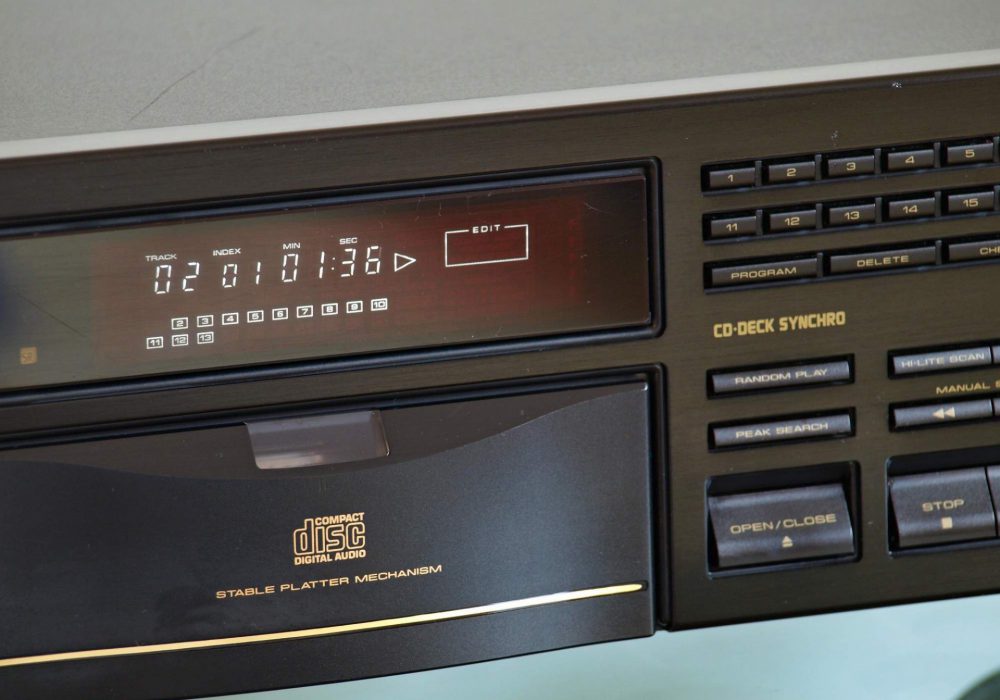 TRACK INDEX MIN SEC
02 01 01:36
EDIT
2 3 4 5 6 7 8 9 10
11 12 13
COMPACT
disc
DIGITAL AUDIO
STABLE PLATTER MECHANISM
1 2 3 4 5
11 12 13 14 15
PROGRAM DELETE
CD·DECK SYNCHRO
RANDOM PLAY HI-LITE SCAN
MANUAL
PEAK SEARCH
OPEN/CLOSE STOP